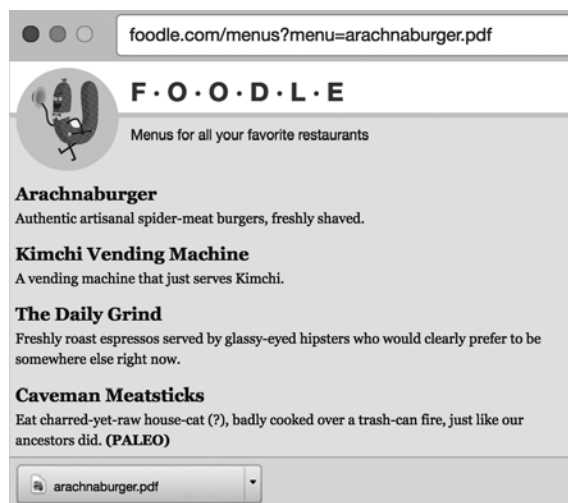 foodle.com/menus?menu=arachnaburger.pdf
F·O·O·D·L·E
Menus for all your favorite restaurants
Arachnaburger
Authentic artisanal spider-meat burgers, freshly shaved.
Kimchi Vending Machine
A vending machine that just serves Kimchi.
The Daily Grind
Freshly roast espressos served by glassy-eyed hipsters who would clearly prefer to be
somewhere else right now.
Caveman Meatsticks
Eat charred-yet-raw house-cat (?), badly cooked over a trash-can fire, just like our
ancestors did. (PALEO)
arachnaburger.pdf